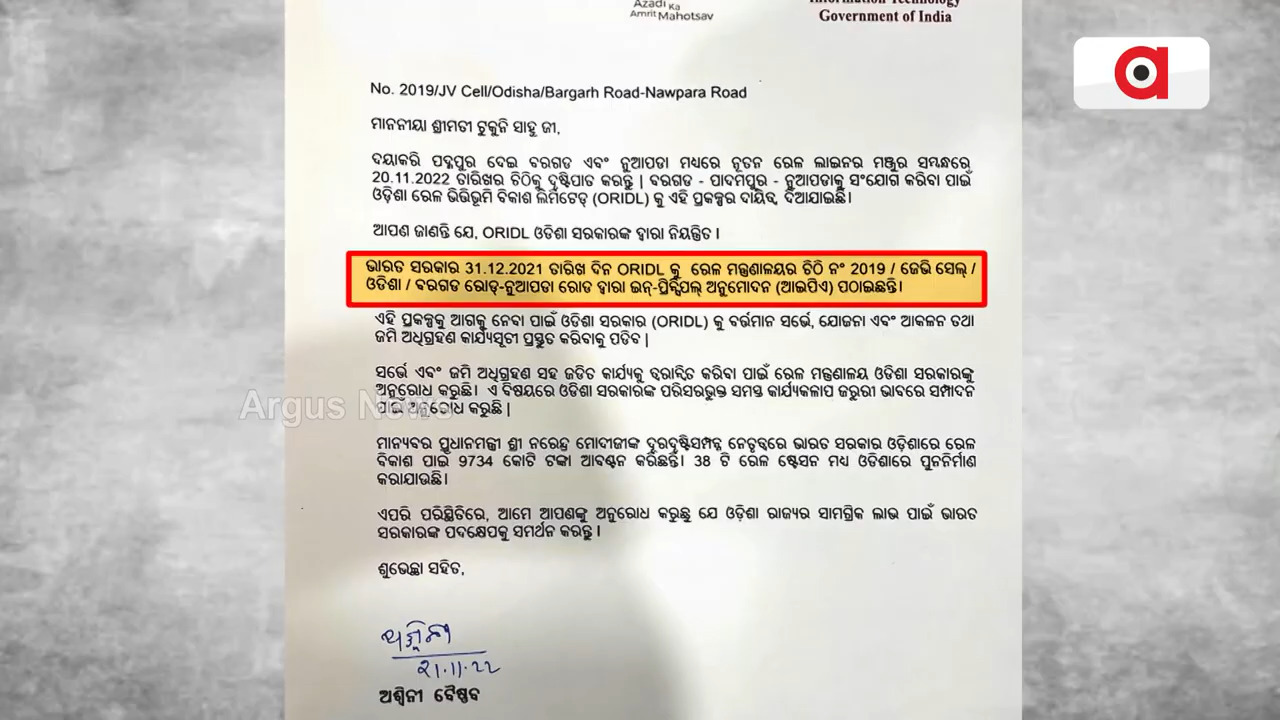 Azadi Ka
Amrit Mahotsav
Information Technology
Government of India
No. 2019/JV Cell/Odisha/Bargarh Road-Nawpara Road
ମାନନୀୟା ଶ୍ରୀମତୀ ଟୁକୁନି ସାହୁ ଜୀ,
ଦୟାକରି ପଦ୍ମପୁର ଦେଇ ବରଗଡ ଏବଂ ନୁଆପଡା ମଧ୍ୟରେ ନୂତନ ରେଳ ଲାଇନର ମଞ୍ଜୁର ସମ୍ବନ୍ଧରେ
20.11.2022 ତାରିଖର ଚିଠିକୁ ଦୃଷ୍ଟିପାତ କରନ୍ତୁ | ବରଗଡ - ପାଦମପୁର - ନୁଆପଡାକୁ ସଂଯୋଗ କରିବା ପାଇଁ
ଓଡ଼ିଶା ରେଳ ଭିତ୍ତିଭୂମି ବିକାଶ ଲିମିଟେଡ୍ (ORIDL) କୁ ଏହି ପ୍ରକଳ୍ପର ଦାୟିତ୍ୱ ଦିଆଯାଇଛି।
ଆପଣ ଜାଣନ୍ତି ଯେ, ORIDL ଓଡିଶା ସରକାରଙ୍କ ଦ୍ୱାରା ନିୟନ୍ତ୍ରିତ ।
ଭାରତ ସରକାର 31.12.2021 ତାରିଖ ଦିନ ORIDL କୁ ରେଳ ମନ୍ତ୍ରଣାଳୟର ଚିଠି ନଂ 2019 / ଜେଭି ସେଲ୍ /
ଓଡିଶା / ବରଗଡ ରୋଡ୍-ନୁଆପଡା ରୋଡ ଦ୍ୱାରା ଇନ୍-ପ୍ରିନ୍ସିପଲ୍ ଅନୁମୋଦନ (ଆଇପିଏ) ପଠାଇଛନ୍ତି।
ଏହି ପ୍ରକଳ୍ପକୁ ଆଗକୁ ନେବା ପାଇଁ ଓଡିଶା ସରକାର (ORIDL) କୁ ବର୍ତ୍ତମାନ ସର୍ଭେ, ଯୋଜନା ଏବଂ ଆକଳନ ତଥା
ଜମି ଅଧିଗ୍ରହଣ କାର୍ଯ୍ୟସୂଚୀ ପ୍ରସ୍ତୁତ କରିବାକୁ ପଡିବ |
ସର୍ଭେ ଏବଂ ଜମି ଅଧିଗ୍ରହଣ ସହ ଜଡିତ କାର୍ଯ୍ୟକୁ ତ୍ୱରାନ୍ୱିତ କରିବା ପାଇଁ ରେଳ ମନ୍ତ୍ରଣାଳୟ ଓଡିଶା ସରକାରଙ୍କୁ
ଅନୁରୋଧ କରୁଛି। ଏ ବିଷୟରେ ଓଡିଶା ସରକାରଙ୍କ ପରିସରଭୁକ୍ତ ସମସ୍ତ କାର୍ଯ୍ୟକଳାପ ଜରୁରୀ ଭାବରେ ସମ୍ପାଦନ
ପାଇଁ ଅନୁରୋଧ କରୁଛି |
Argus News
ମାନ୍ୟବର ପ୍ରଧାନମନ୍ତ୍ରୀ ଶ୍ରୀ ନରେନ୍ଦ୍ର ମୋଦୀଜୀଙ୍କ ଦୂରଦୃଷ୍ଟିସମ୍ପନ୍ନ ନେତୃତ୍ୱରେ ଭାରତ ସରକାର ଓଡ଼ିଶାରେ ରେଳ
ବିକାଶ ପାଇଁ 9734 କୋଟି ଟଙ୍କା ଆବଣ୍ଟନ କରିଛନ୍ତି। 38 ଟି ରେଳ ଷ୍ଟେସନ ମଧ୍ୟ ଓଡିଶାରେ ପୁନର୍ନିର୍ମାଣ
କରାଯାଉଛି।
ଏପରି ପରିସ୍ଥିତିରେ, ଆମେ ଆପଣଙ୍କୁ ଅନୁରୋଧ କରୁଛୁ ଯେ ଓଡ଼ିଶା ରାଜ୍ୟର ସାମଗ୍ରିକ ଲାଭ ପାଇଁ ଭାରତ
ସରକାରଙ୍କ ପଦକ୍ଷେପକୁ ସମର୍ଥନ କରନ୍ତୁ ।
ଶୁଭେଚ୍ଛା ସହିତ,
ଅଶ୍ୱିନୀ
21.11.22
ଅଶ୍ୱିନୀ ବୈଷ୍ଣବ